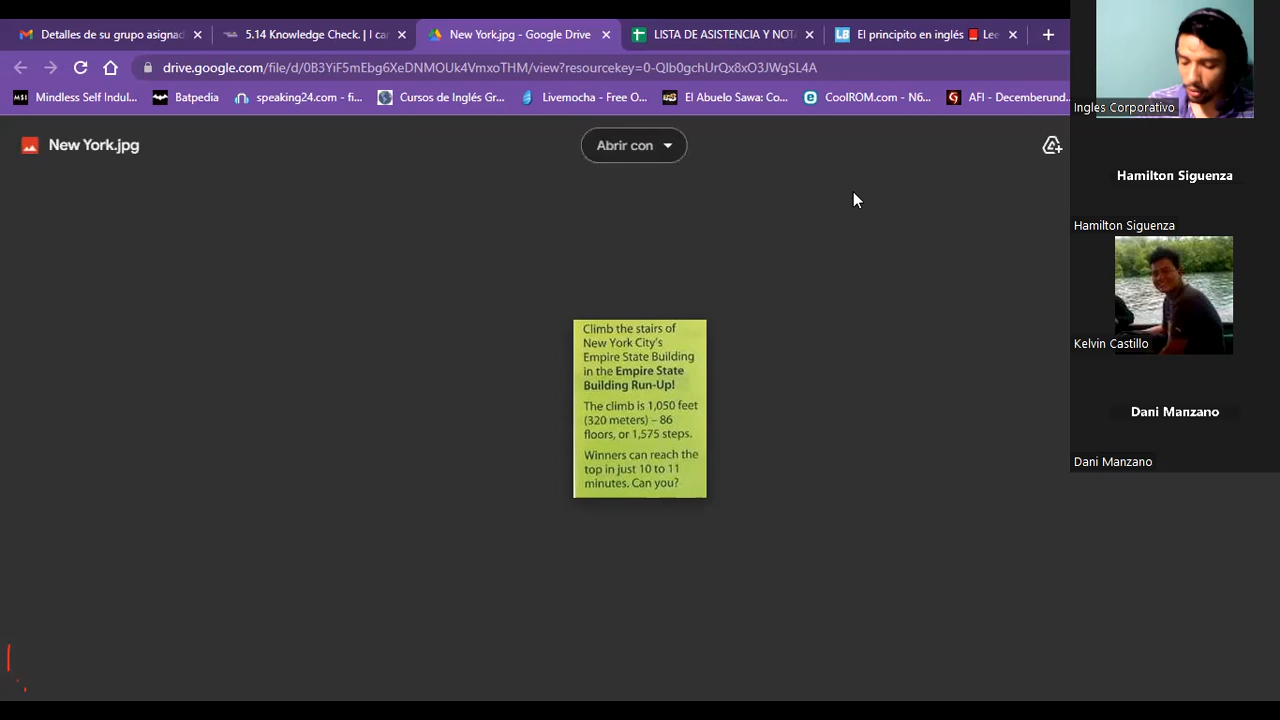 Detalles de su grupo asignad
5.14 Knowledge Check. | I car
New York.jpg - Google Drive
LISTA DE ASISTENCIA Y NOTA
El principito en inglés 📕 Lee
drive.google.com/file/d/0B3YiF5mEbg6XeDNMOUk4VmxoTHM/view?resourcekey=0-QIb0gchUrQx8xO3JWgSL4A
Mindless Self Indul...
Batpedia
speaking24.com - fi...
Cursos de Inglés Gr...
Livemocha - Free O...
El Abuelo Sawa: Co...
CoolROM.com - N6...
AFI - Decemberund
New York.jpg
Abrir con
Climb the stairs of
New York City's
Empire State Building
in the Empire State
Building Run-Up!
The climb is 1,050 feet
(320 meters) – 86
floors, or 1,575 steps.
Winners can reach the
top in just 10 to 11
minutes. Can you?
Ingles Corporativo
Hamilton Siguenza
Hamilton Siguenza
Kelvin Castillo
Dani Manzano
Dani Manzano